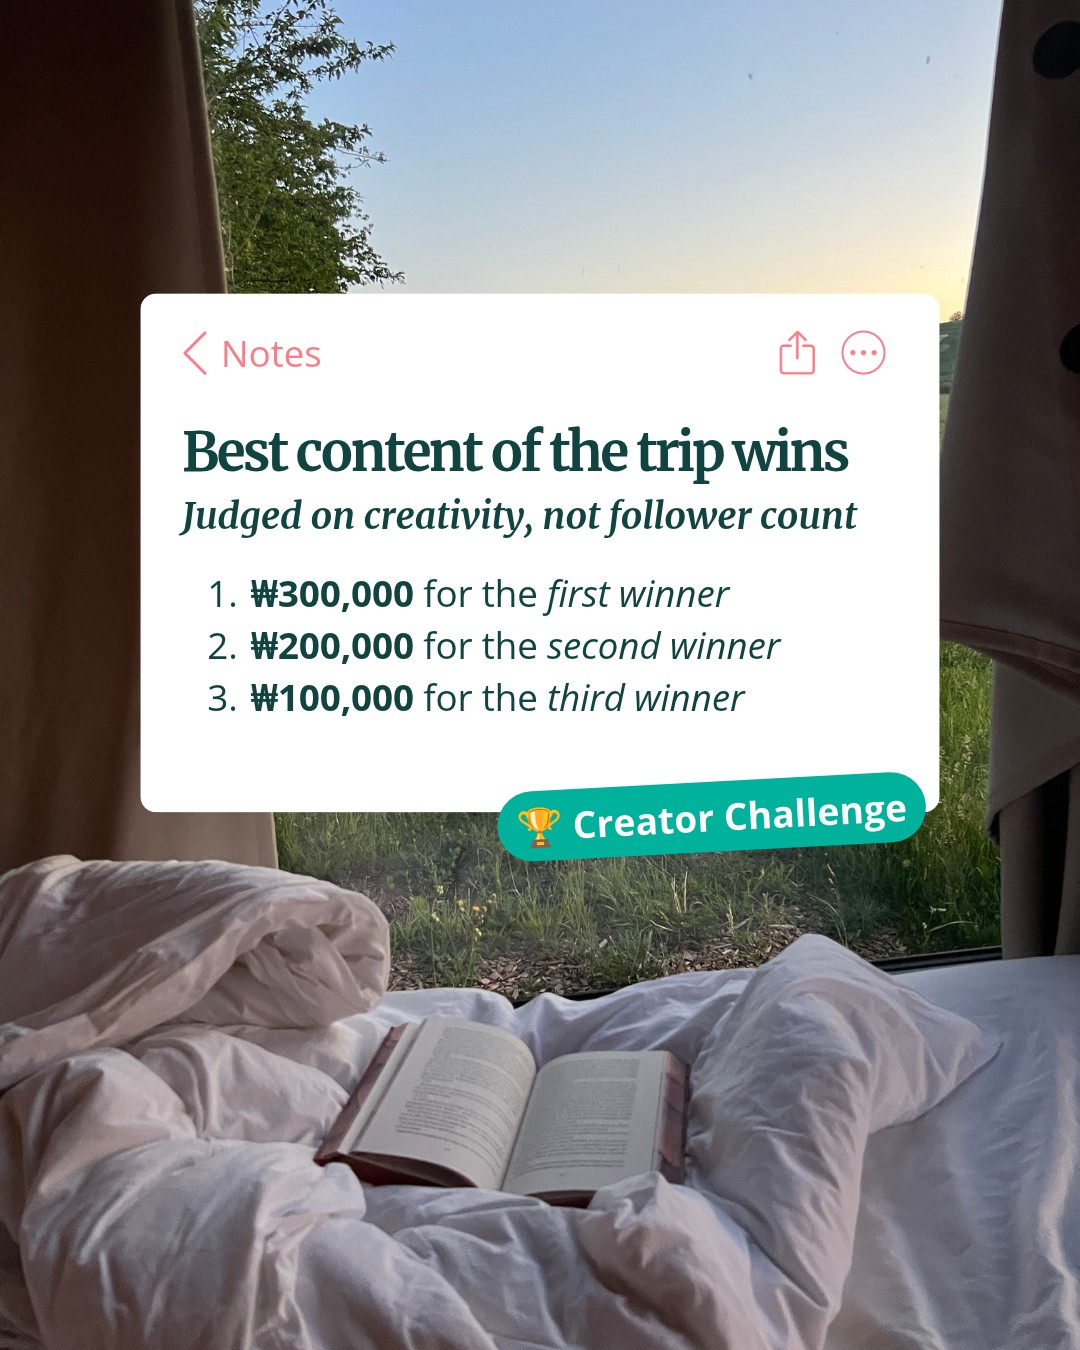 Notes
Best content of the trip wins
Judged on creativity, not follower count
1. ₩300,000 for the first winner
2. ₩200,000 for the second winner
3. ₩100,000 for the third winner
🏆 Creator Challenge